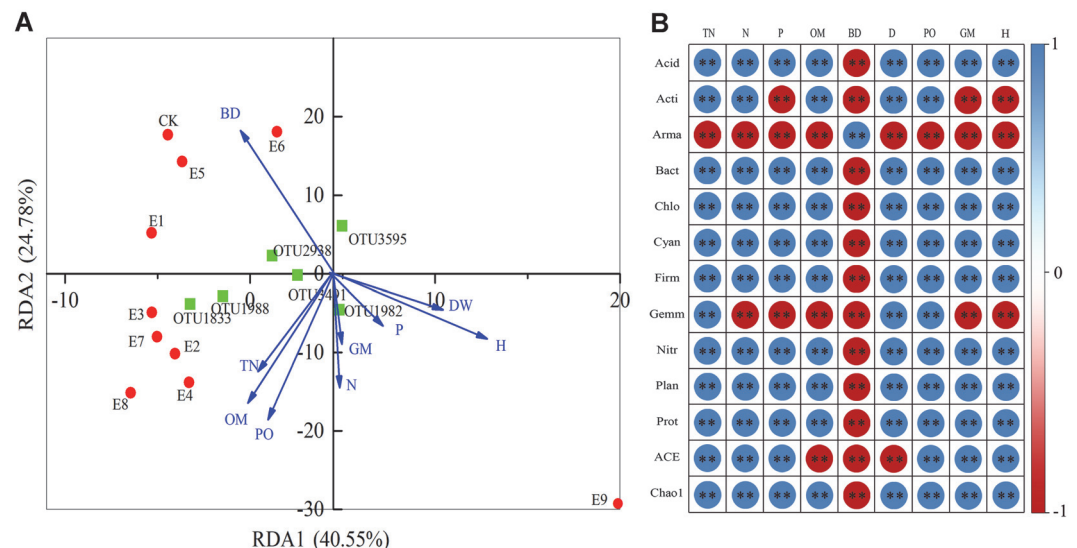 A
RDA2 (24.78%)
RDA1 (40.55%)
20
10
0
-10
-20
-30
-10
0
10
20
CK
E5
E6
E1
E3
E7
E2
E4
E8
E9
BD
OTU3595
OTU2938
OTU1988
OTU1833
OTU1982
DW
P
H
GM
N
TN
OM
PO
B
TN N P OM BD D PO GM H
Acid ** ** ** ** ** ** ** ** **
Acti ** ** ** ** ** ** ** ** **
Arma ** ** ** ** ** ** ** ** **
Bact ** ** ** ** ** ** ** ** **
Chlo ** ** ** ** ** ** ** ** **
Cyan ** ** ** ** ** ** ** ** **
Firm ** ** ** ** ** ** ** ** **
Gemm ** ** ** ** ** ** ** ** **
Nitr ** ** ** ** ** ** ** ** **
Plan ** ** ** ** ** ** ** ** **
Prot ** ** ** ** ** ** ** ** **
ACE ** ** ** ** ** ** ** ** **
Chao1 ** ** ** ** ** ** ** ** **
1
0
-1